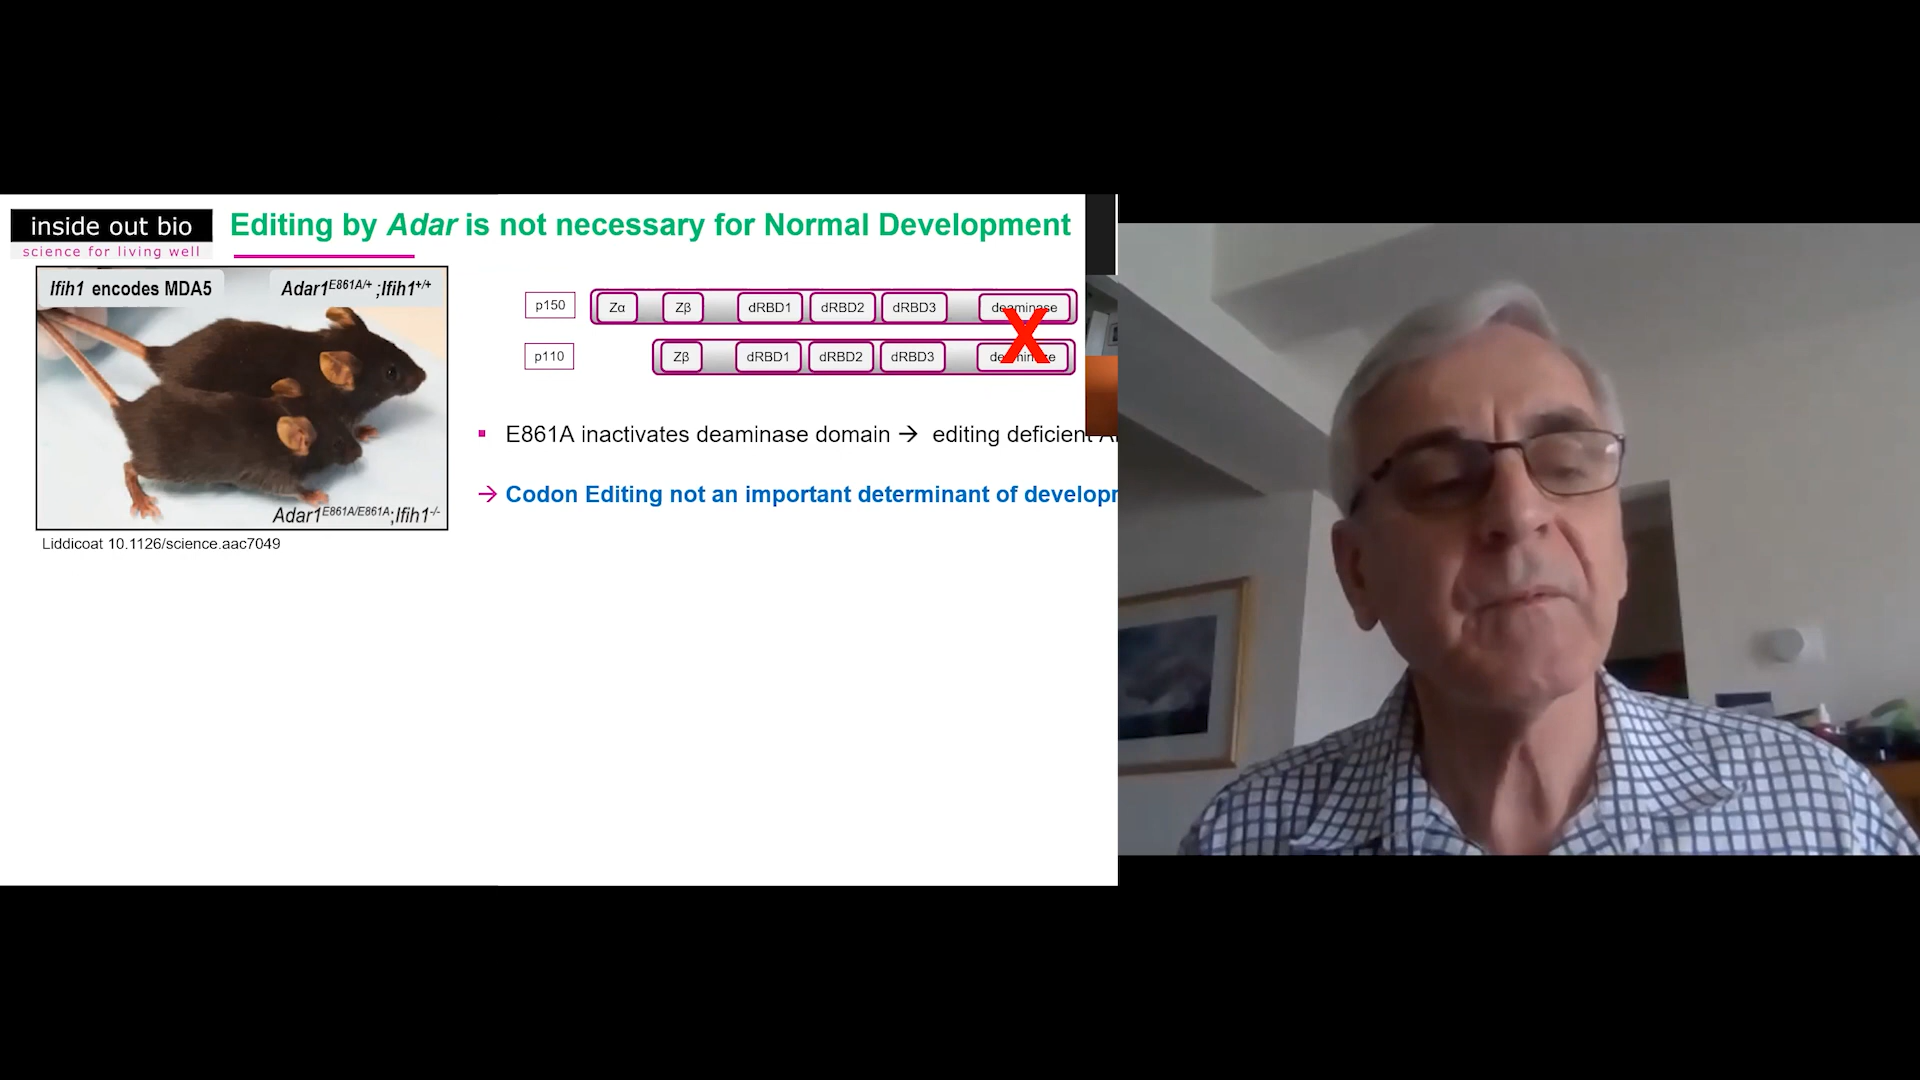 inside out bio
science for living well
Editing by Adar is not necessary for Normal Development
Ifih1 encodes MDA5
Adar1E861A/+ ;Ifih1+/+
Adar1E861A/E861A;Ifih1-/-
Liddicoat 10.1126/science.aac7049
p150 Zα Zβ dRBD1 dRBD2 dRBD3 deaminase
X
p110 Zβ dRBD1 dRBD2 dRBD3 deaminase
▪ E861A inactivates deaminase domain → editing deficient
→ Codon Editing not an important determinant of